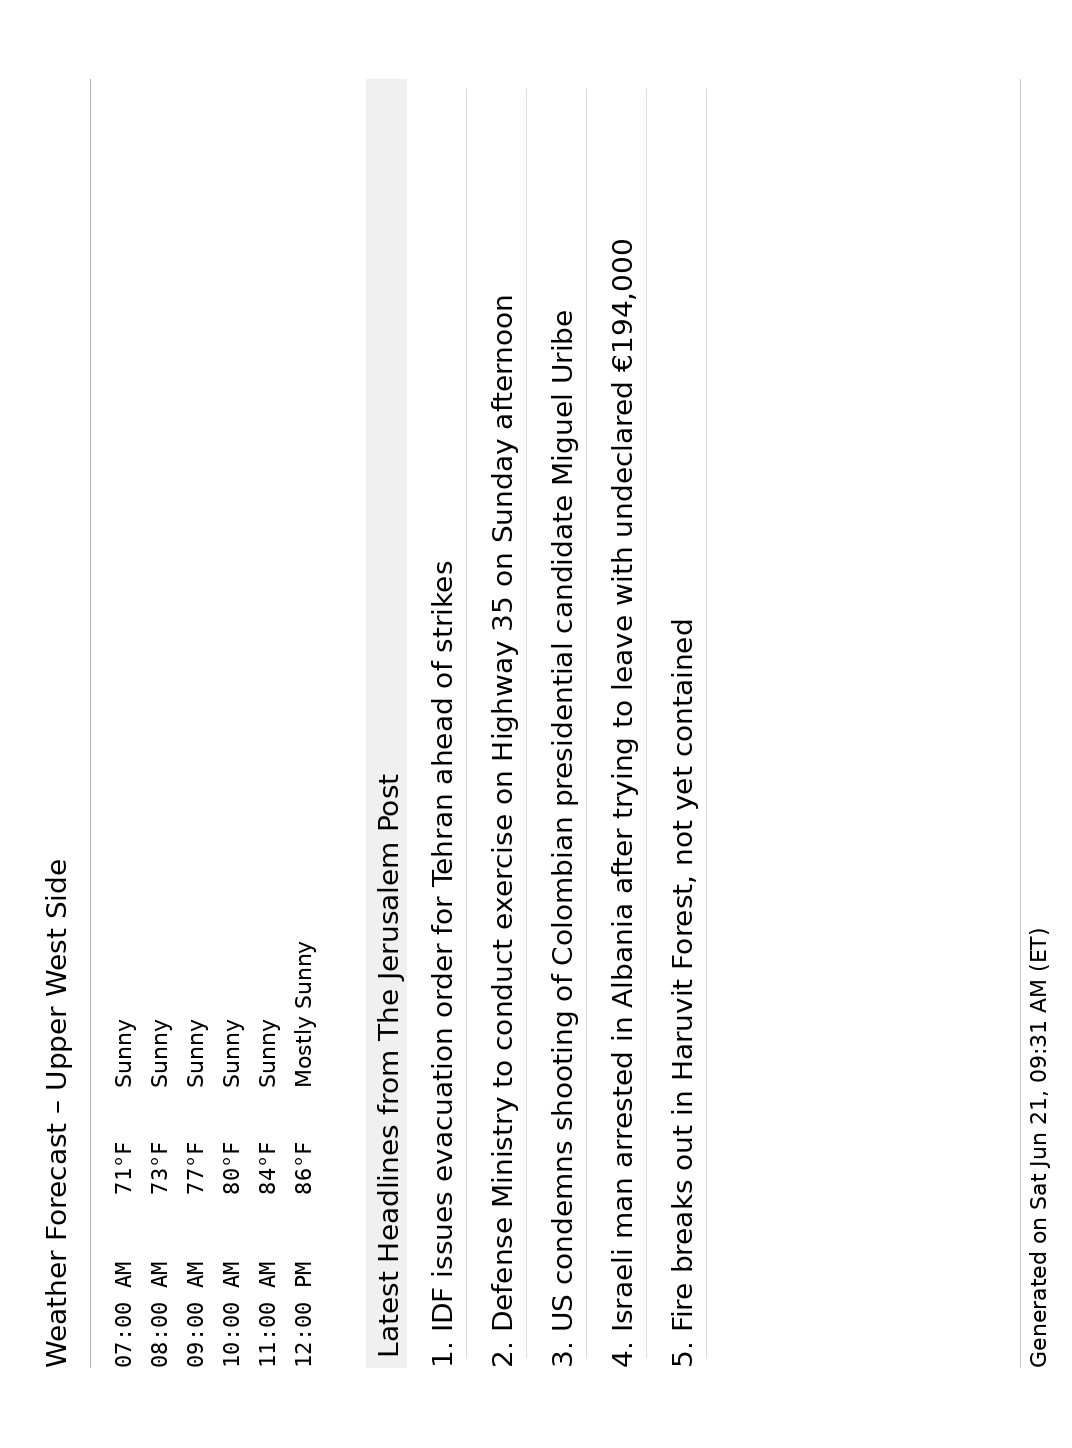 Weather Forecast – Upper West Side
07:00 AM 71°F Sunny
08:00 AM 73°F Sunny
09:00 AM 77°F Sunny
10:00 AM 80°F Sunny
11:00 AM 84°F Sunny
12:00 PM 86°F Mostly Sunny
Latest Headlines from The Jerusalem Post
1. IDF issues evacuation order for Tehran ahead of strikes
2. Defense Ministry to conduct exercise on Highway 35 on Sunday afternoon
3. US condemns shooting of Colombian presidential candidate Miguel Uribe
4. Israeli man arrested in Albania after trying to leave with undeclared €194,000
5. Fire breaks out in Haruvit Forest, not yet contained
Generated on Sat Jun 21, 09:31 AM (ET)